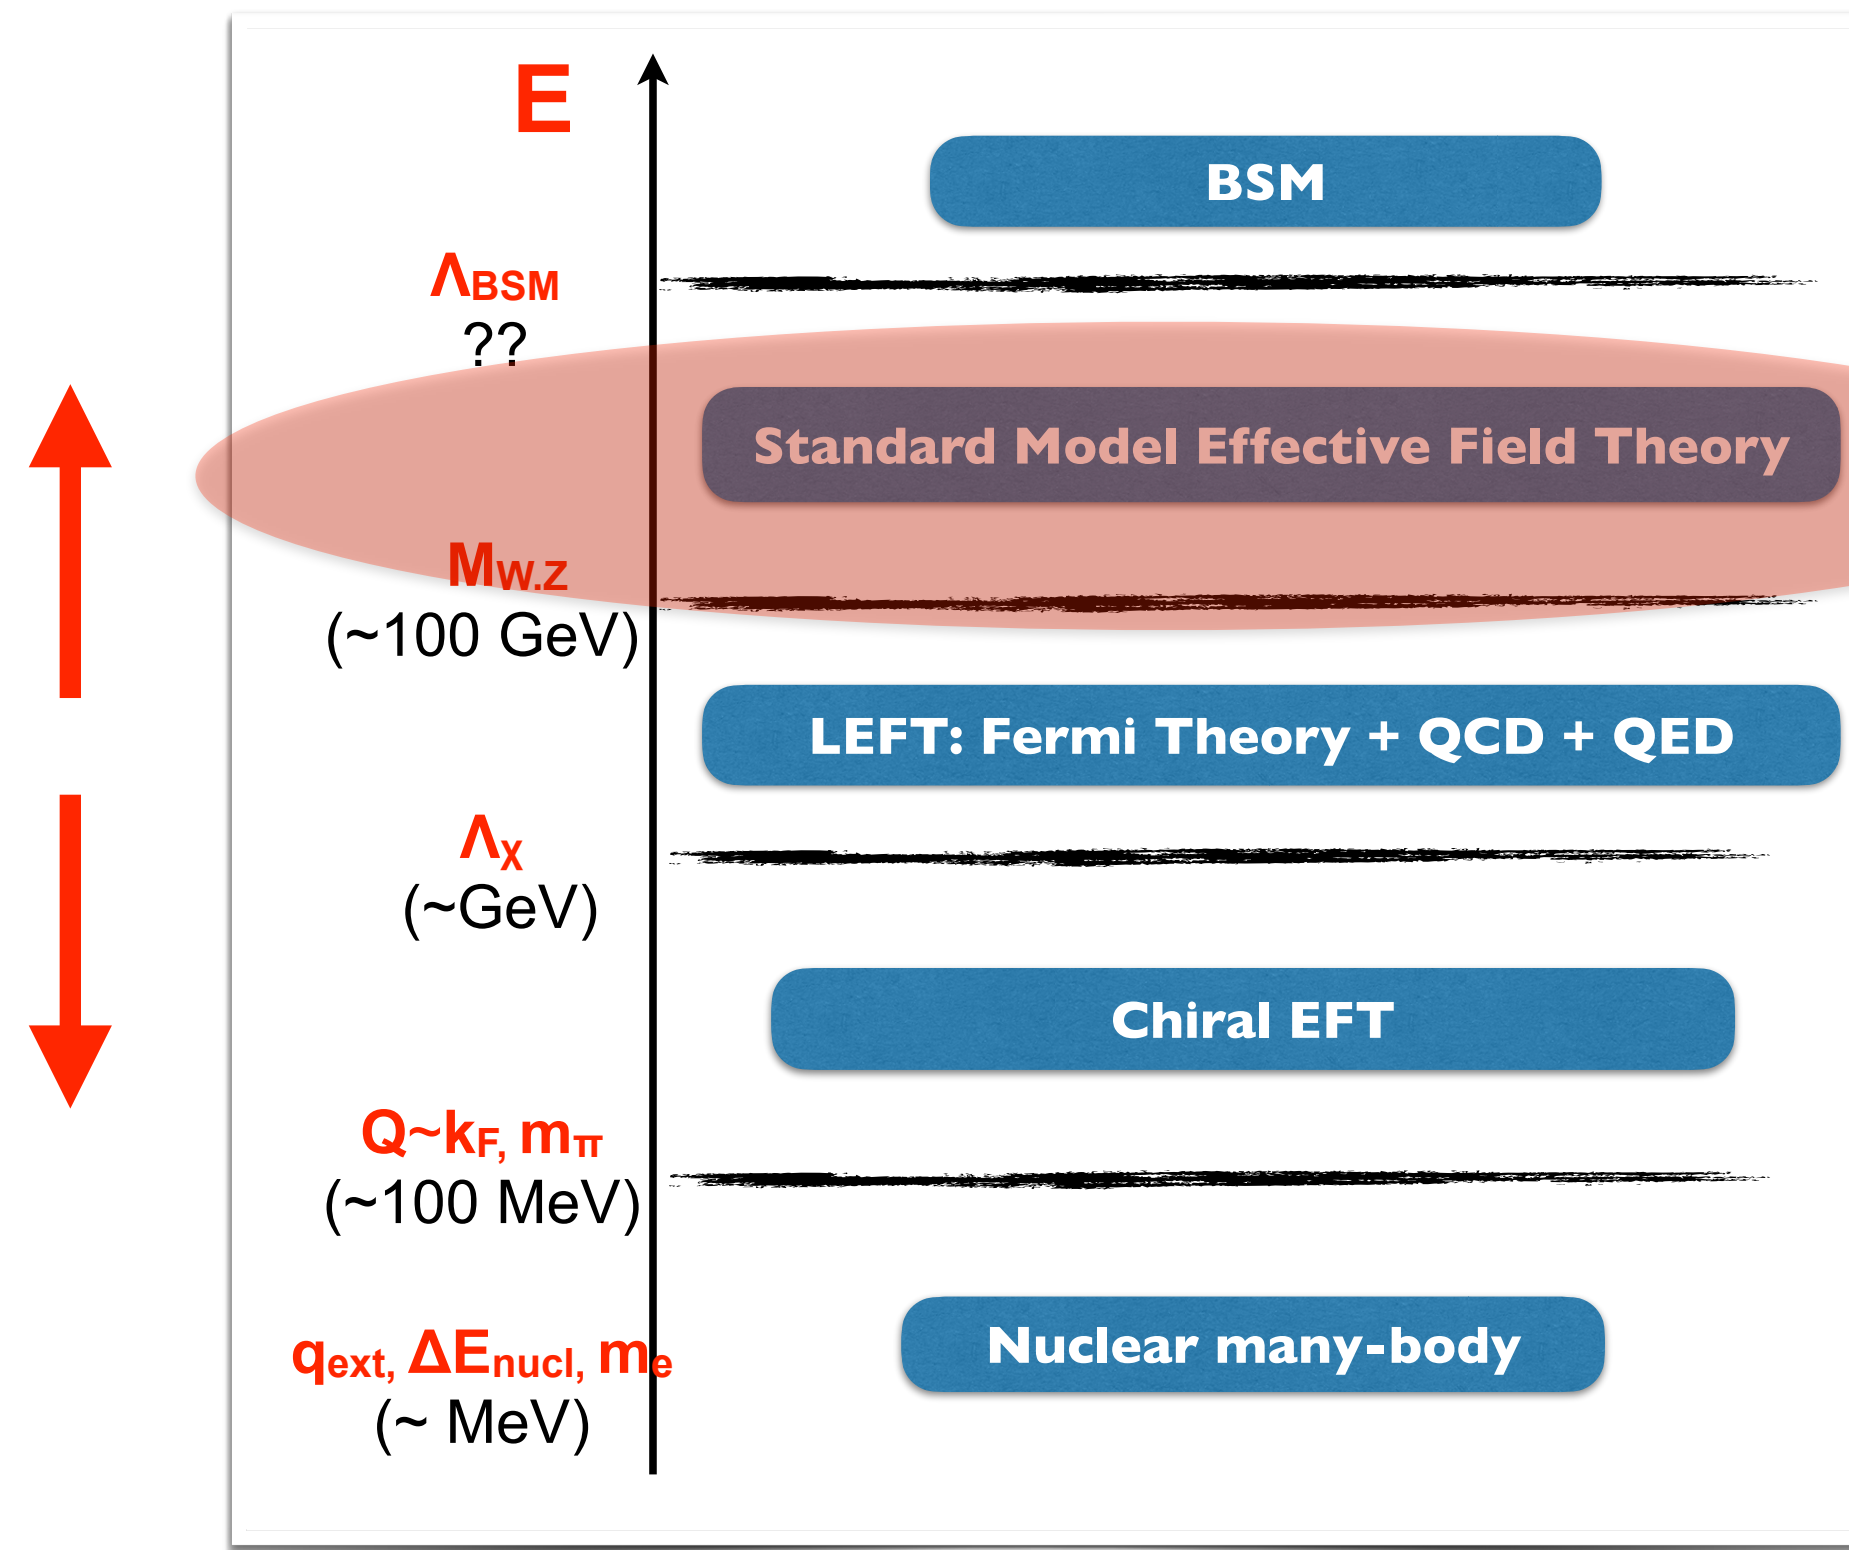 E
BSM
ΛBSM
??
Standard Model Effective Field Theory
MW.Z
(~100 GeV)
LEFT: Fermi Theory + QCD + QED
Λχ
(~GeV)
Chiral EFT
Q~kF, mπ
(~100 MeV)
qext, ΔEnucl, me
(~ MeV)
Nuclear many-body